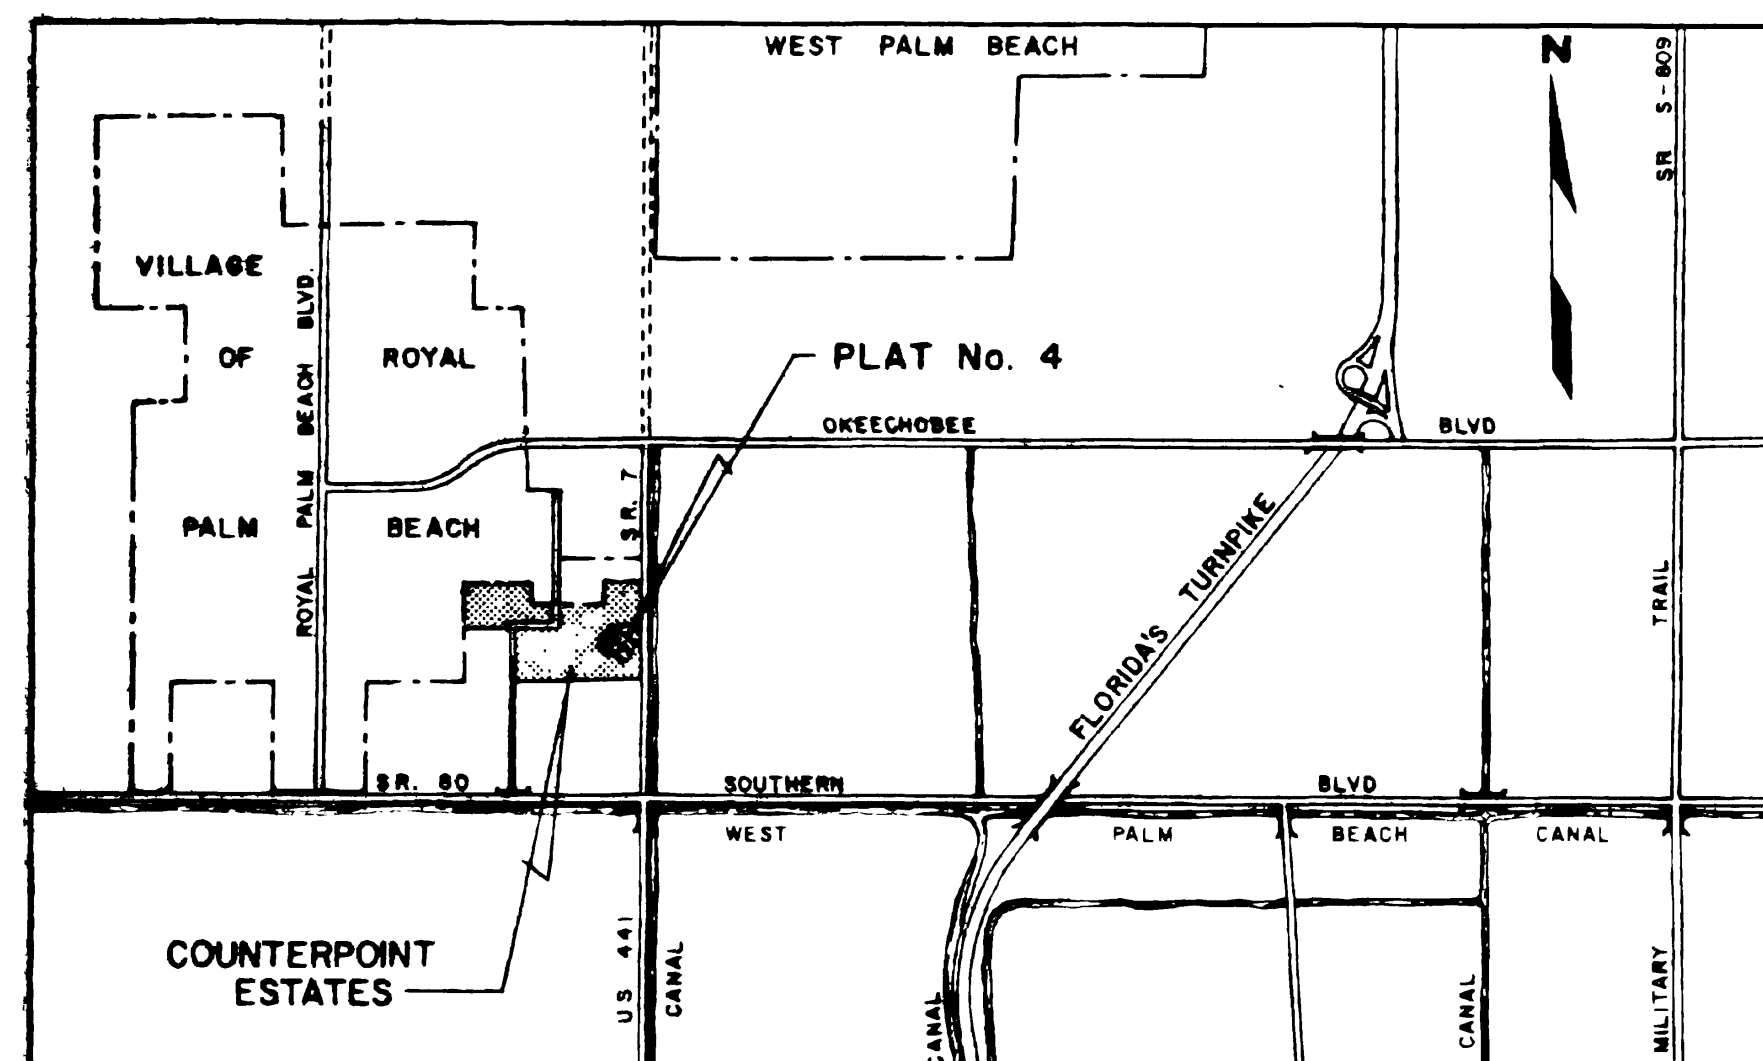 WEST PALM BEACH
N
SR S-809
VILLAGE
ROYAL PALM BEACH BLVD.
OF
ROYAL
PLAT No. 4
OKEECHOBEE
BLVD
SR. 7
PALM
BEACH
FLORIDA'S TURNPIKE
TRAIL
SR. 80
SOUTHERN
BLVD
WEST
PALM
BEACH
CANAL
COUNTERPOINT
ESTATES
US 441
CANAL
CANAL
CANAL
MILITARY